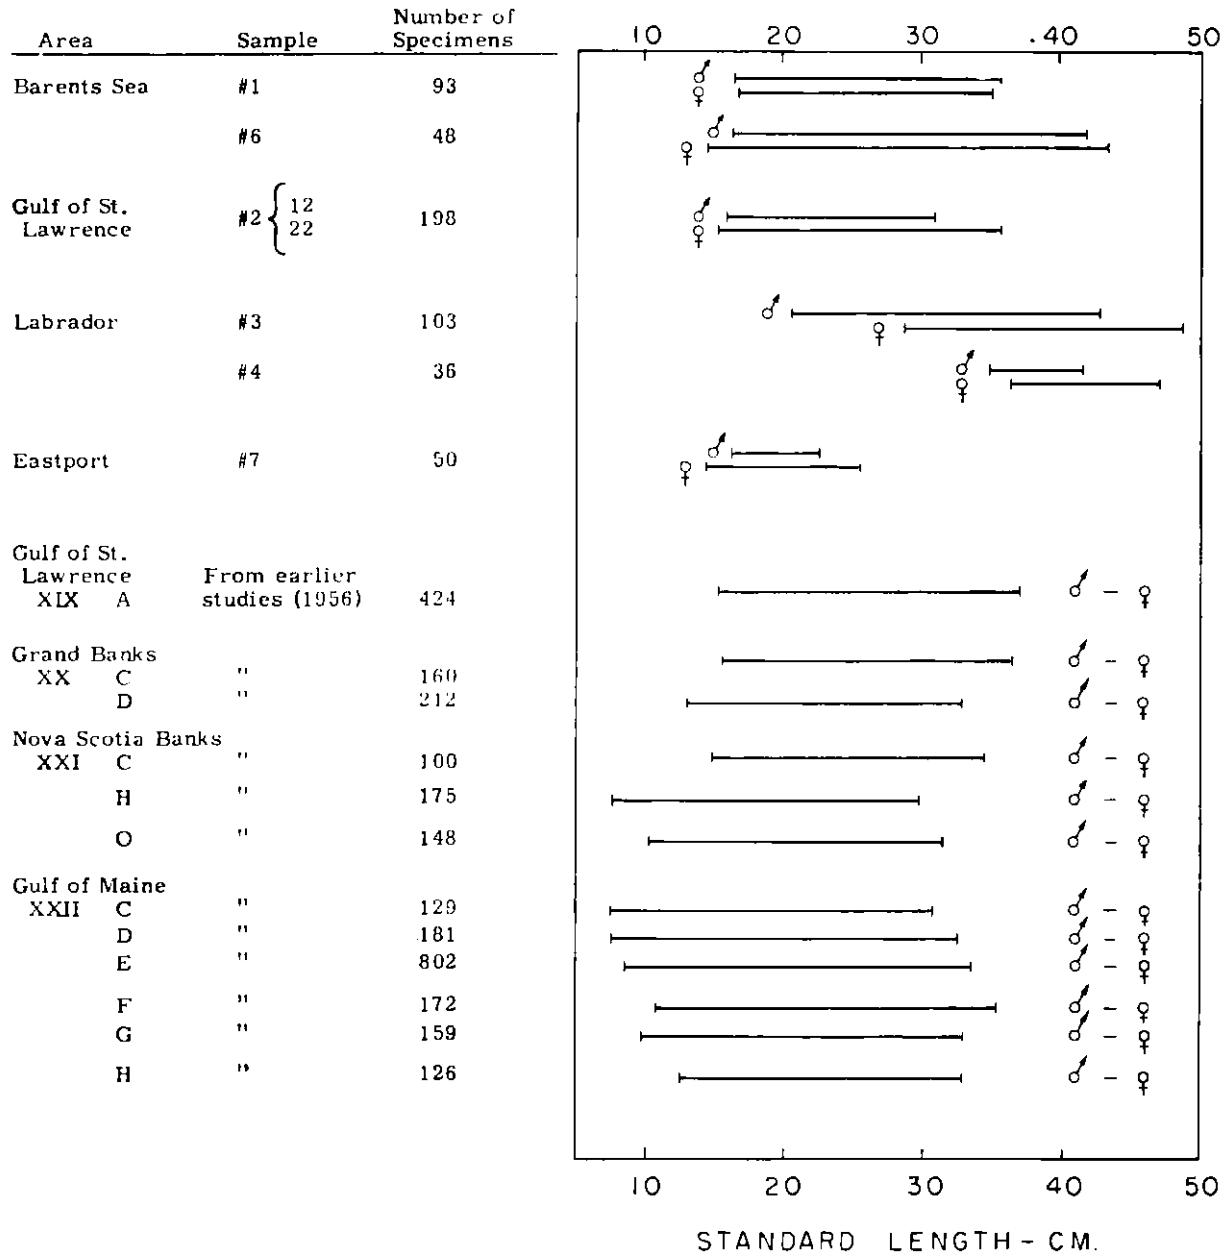 Number of
Area Sample Specimens
10 20 30 .40 50
Barents Sea #1 93
♂
♀
#6 48
♂
♀
Gulf of St.
Lawrence #2 { 12
22 198
♂
♀
Labrador #3 103
♂
♀
#4 36
♂
♀
Eastport #7 50
♂
♀
Gulf of St.
Lawrence From earlier
XIX A studies (1956) 424 ♂ - ♀
Grand Banks
XX C " 160 ♂ - ♀
D " 212 ♂ - ♀
Nova Scotia Banks
XXI C " 100 ♂ - ♀
H " 175 ♂ - ♀
O " 148 ♂ - ♀
Gulf of Maine
XXII C " 129 ♂ - ♀
D " 181 ♂ - ♀
E " 802 ♂ - ♀
F " 172 ♂ - ♀
G " 159 ♂ - ♀
H " 126 ♂ - ♀
10 20 30 40 50
STANDARD LENGTH - CM.